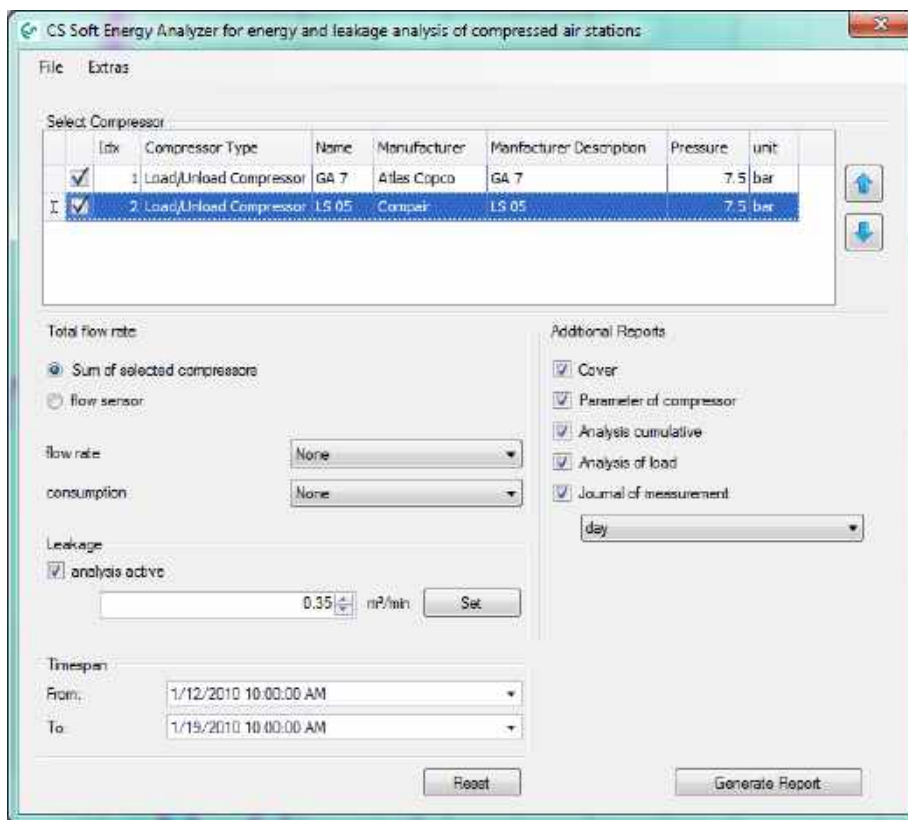 CS Soft Energy Analyzer for energy and leakage analysis of compressed air stations
File Extras
Select Compressor
Idx Compressor Type Name Manufacturer Manfacturer Description Pressure unit
1 Load/Unload Compressor GA 7 Atlas Copco GA 7 7.5 bar
2 Load/Unload Compressor LS 05 Compair LS 05 7.5 bar
Total flow rate
Sum of selected compressors
flow sensor
flow rate None
consumption None
Leakage
analysis active
0.35 m³/min Set
Timespan
From: 1/12/2010 10:00:00 AM
To: 1/19/2010 10:00:00 AM
Reset
Additional Reports
Cover
Parameter of compressor
Analysis cumulative
Analysis of load
Journal of measurement
day
Generate Report